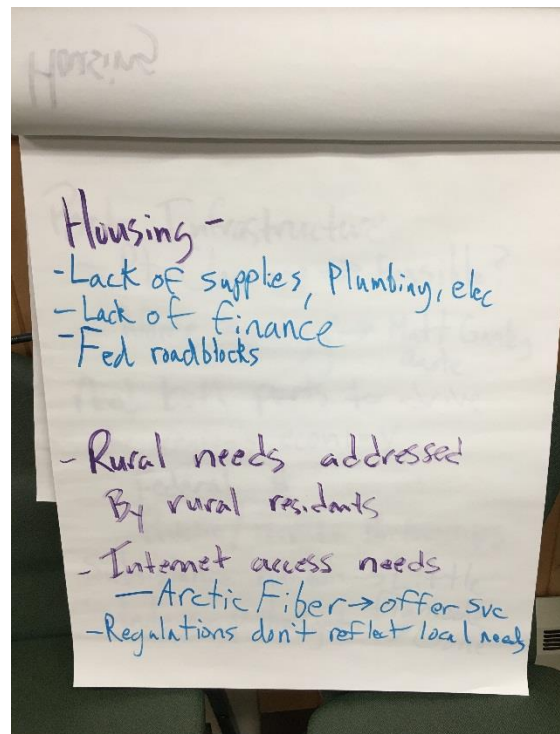 Housing
Housing -
- Lack of supplies, Plumbing, elec
- Lack of finance
- Fed roadblocks
- Rural needs addressed
By rural residents
- Internet access needs
— Arctic Fiber → offer svc
- Regulations don't reflect local needs